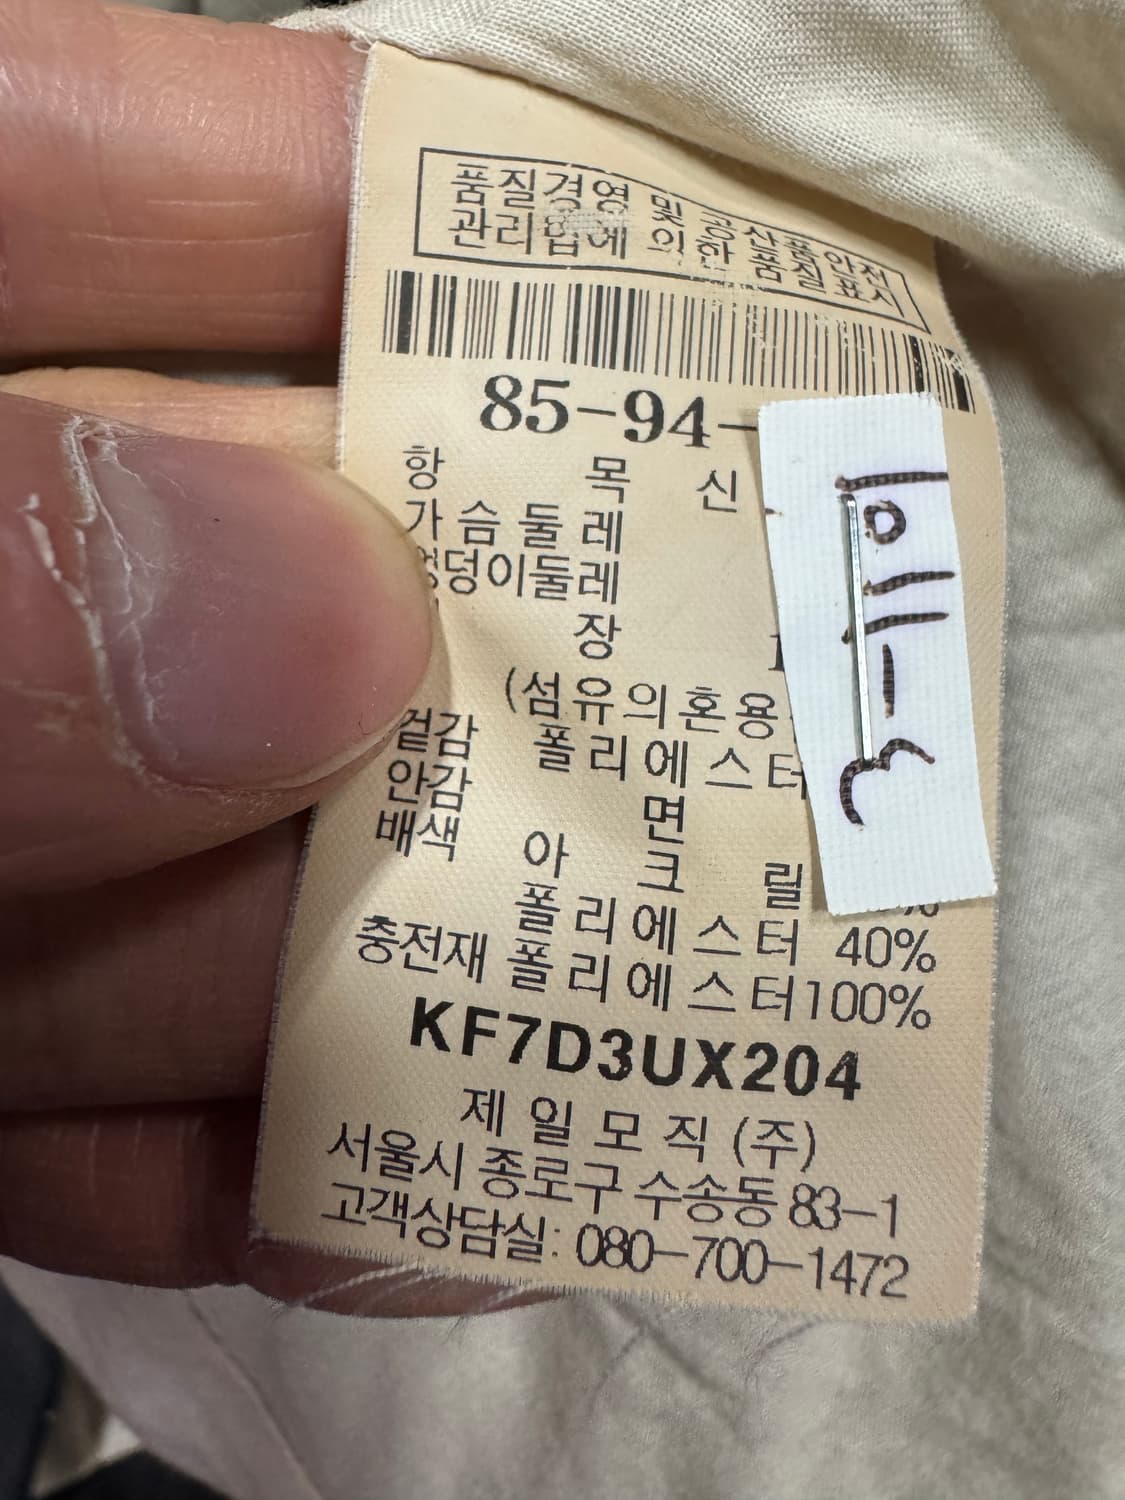 품질경영 및 공산품안전
관리법에 의한 품질표시
85-94-
항 목 신
가슴둘레
엉덩이둘레
장
(섬유의혼용
겉감 폴리에스터
안감 면
배색 아크릴
폴리에스터 40%
충전재 폴리에스터100%
KF7D3UX204
제일모직(주)
서울시 종로구 수송동 83-1
고객상담실: 080-700-1472